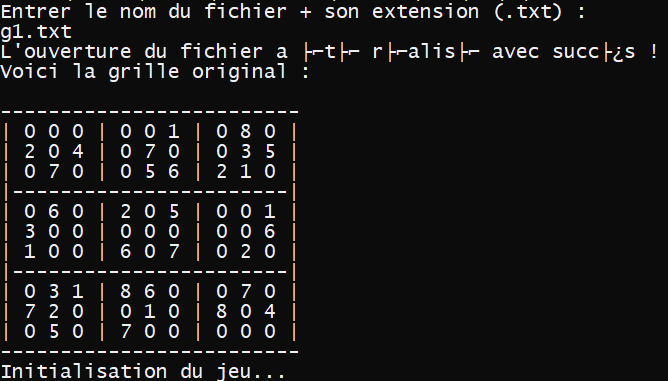 Entrer le nom du fichier + son extension (.txt) :
g1.txt
L'ouverture du fichier a ├⌐t├⌐ r├⌐alis├⌐ avec succ├¿s !
Voici la grille original :
-------------------------
| 0 0 0 | 0 0 1 | 0 8 0 |
| 2 0 4 | 0 7 0 | 0 3 5 |
| 0 7 0 | 0 5 6 | 2 1 0 |
|-----------------------|
| 0 6 0 | 2 0 5 | 0 0 1 |
| 3 0 0 | 0 0 0 | 0 0 6 |
| 1 0 0 | 6 0 7 | 0 2 0 |
|-----------------------|
| 0 3 1 | 8 6 0 | 0 7 0 |
| 7 2 0 | 0 1 0 | 8 0 4 |
| 0 5 0 | 7 0 0 | 0 0 0 |
-------------------------
Initialisation du jeu...